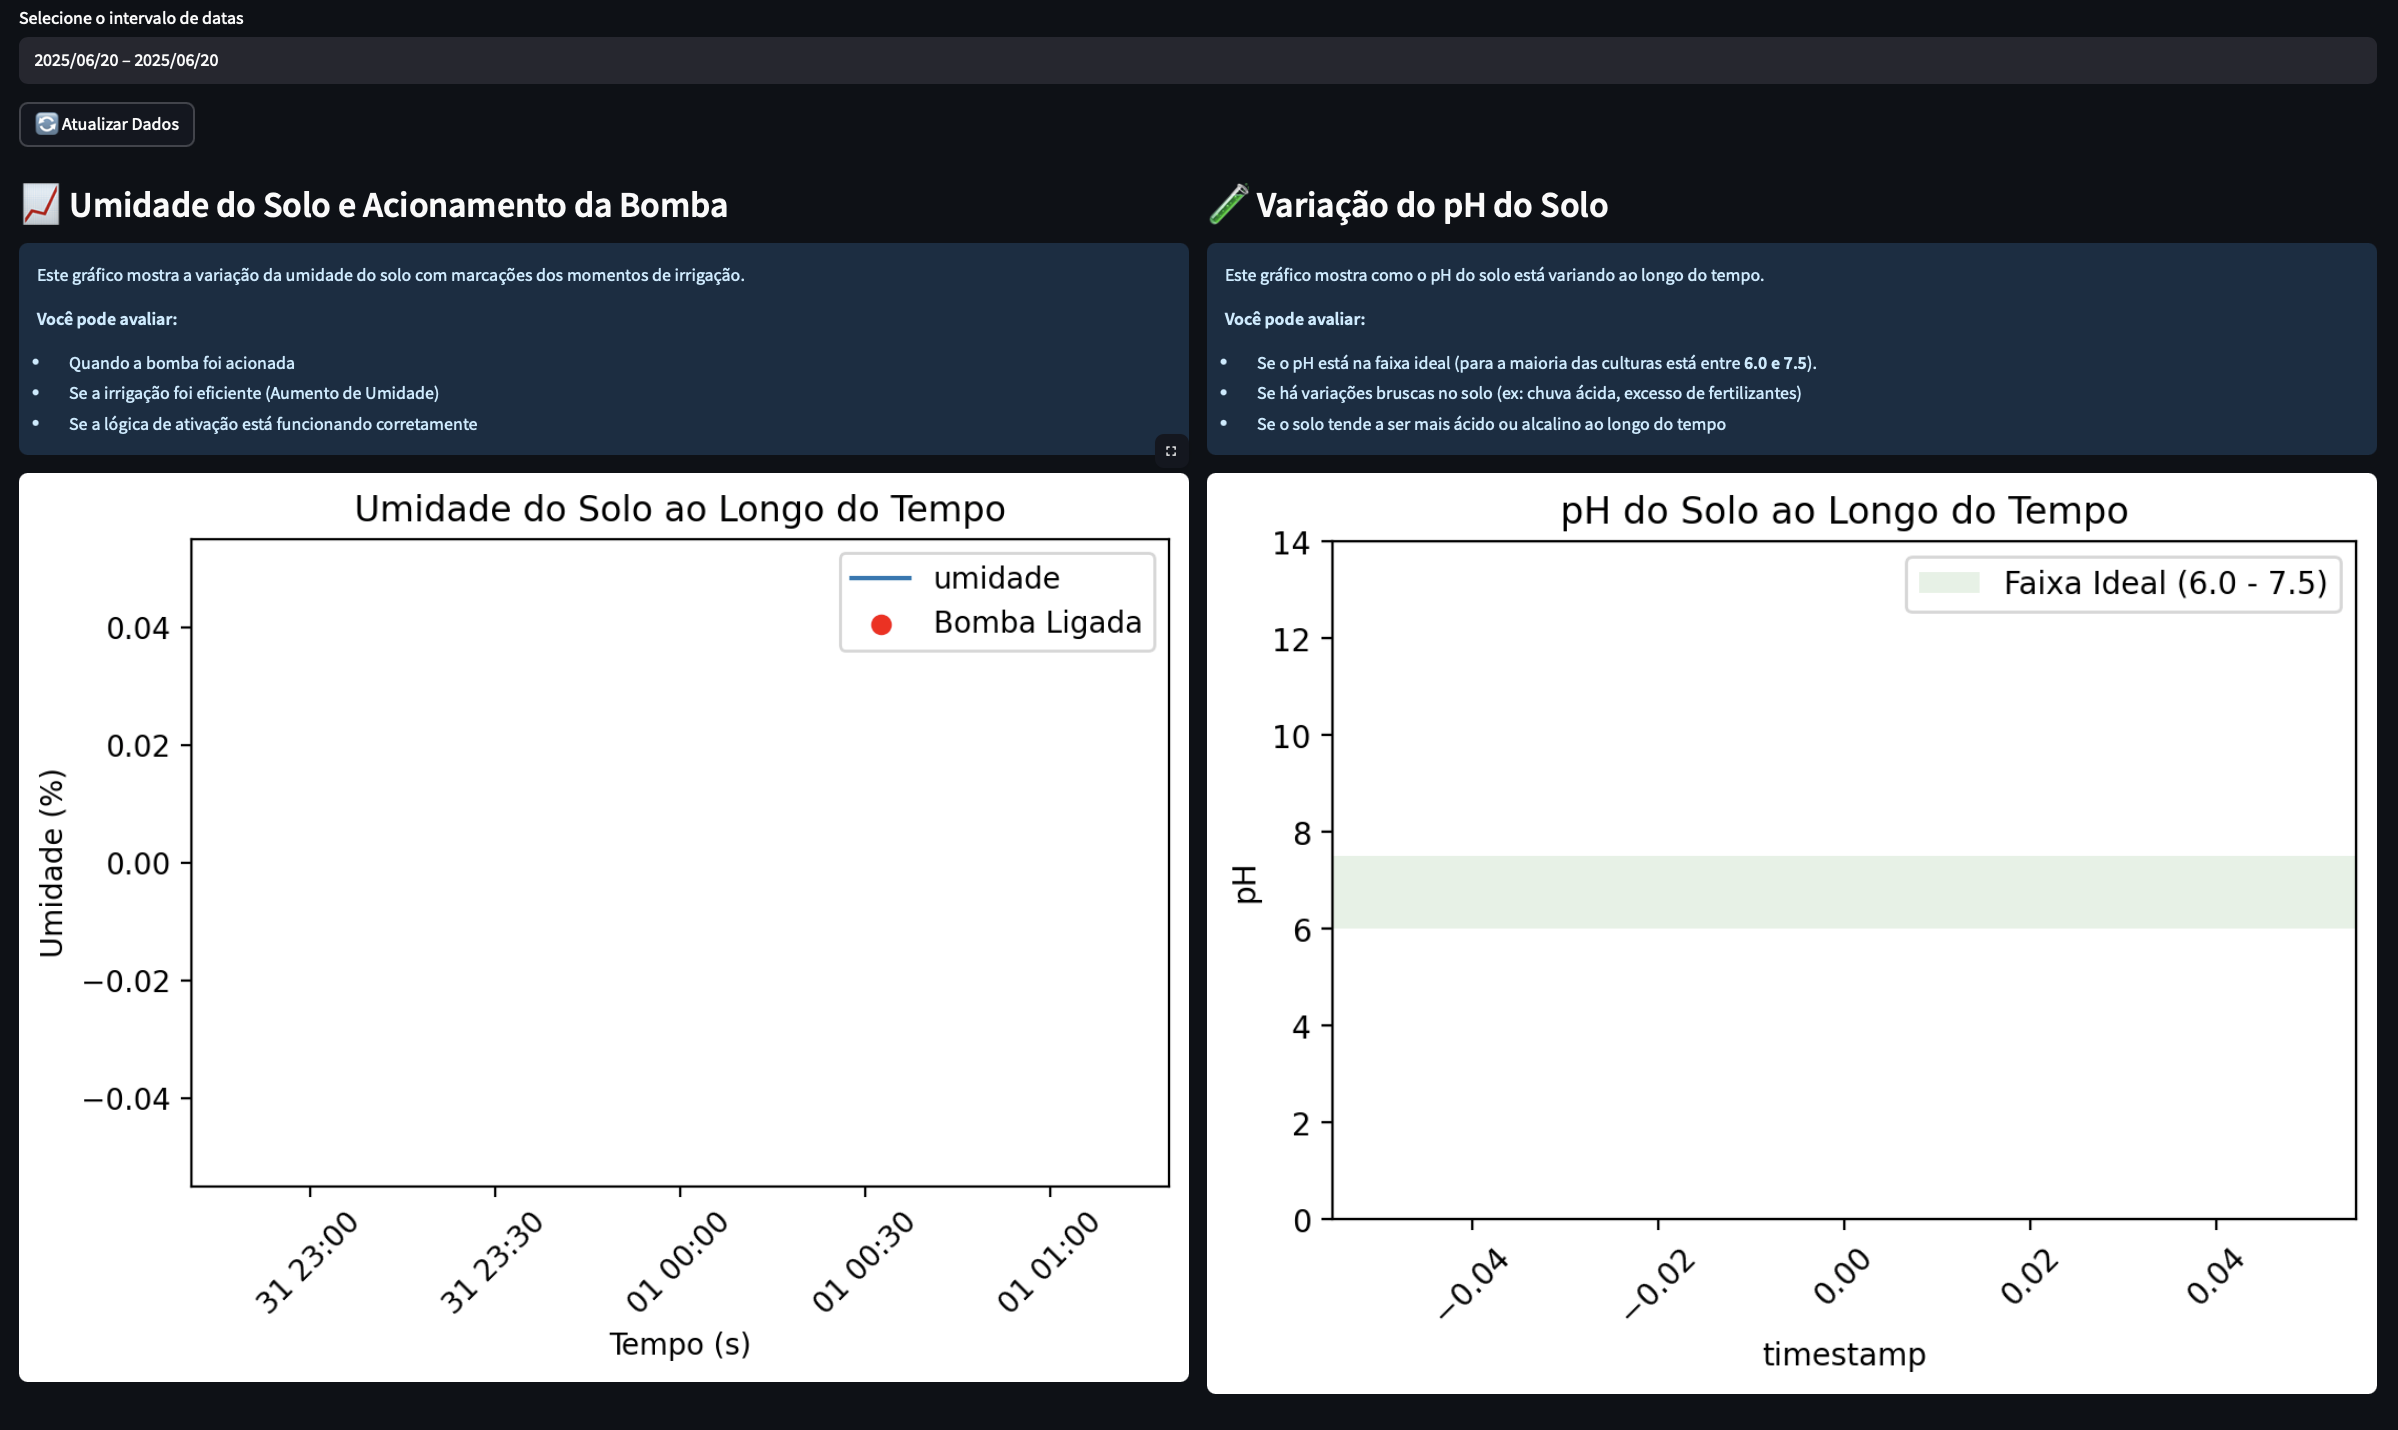 Selecione o intervalo de datas
2025/06/20 – 2025/06/20
Atualizar Dados
Umidade do Solo e Acionamento da Bomba
Este gráfico mostra a variação da umidade do solo com marcações dos momentos de irrigação.
Você pode avaliar:
• Quando a bomba foi acionada
• Se a irrigação foi eficiente (Aumento de Umidade)
• Se a lógica de ativação está funcionando corretamente
Umidade do Solo ao Longo do Tempo
umidade
Bomba Ligada
0.04
0.02
0.00
−0.02
−0.04
Umidade (%)
31 23:00
31 23:30
01 00:00
01 00:30
01 01:00
Tempo (s)
Variação do pH do Solo
Este gráfico mostra como o pH do solo está variando ao longo do tempo.
Você pode avaliar:
• Se o pH está na faixa ideal (para a maioria das culturas está entre 6.0 e 7.5).
• Se há variações bruscas no solo (ex: chuva ácida, excesso de fertilizantes)
• Se o solo tende a ser mais ácido ou alcalino ao longo do tempo
pH do Solo ao Longo do Tempo
Faixa Ideal (6.0 - 7.5)
14
12
10
8
6
4
2
0
pH
−0.04
−0.02
0.00
0.02
0.04
timestamp